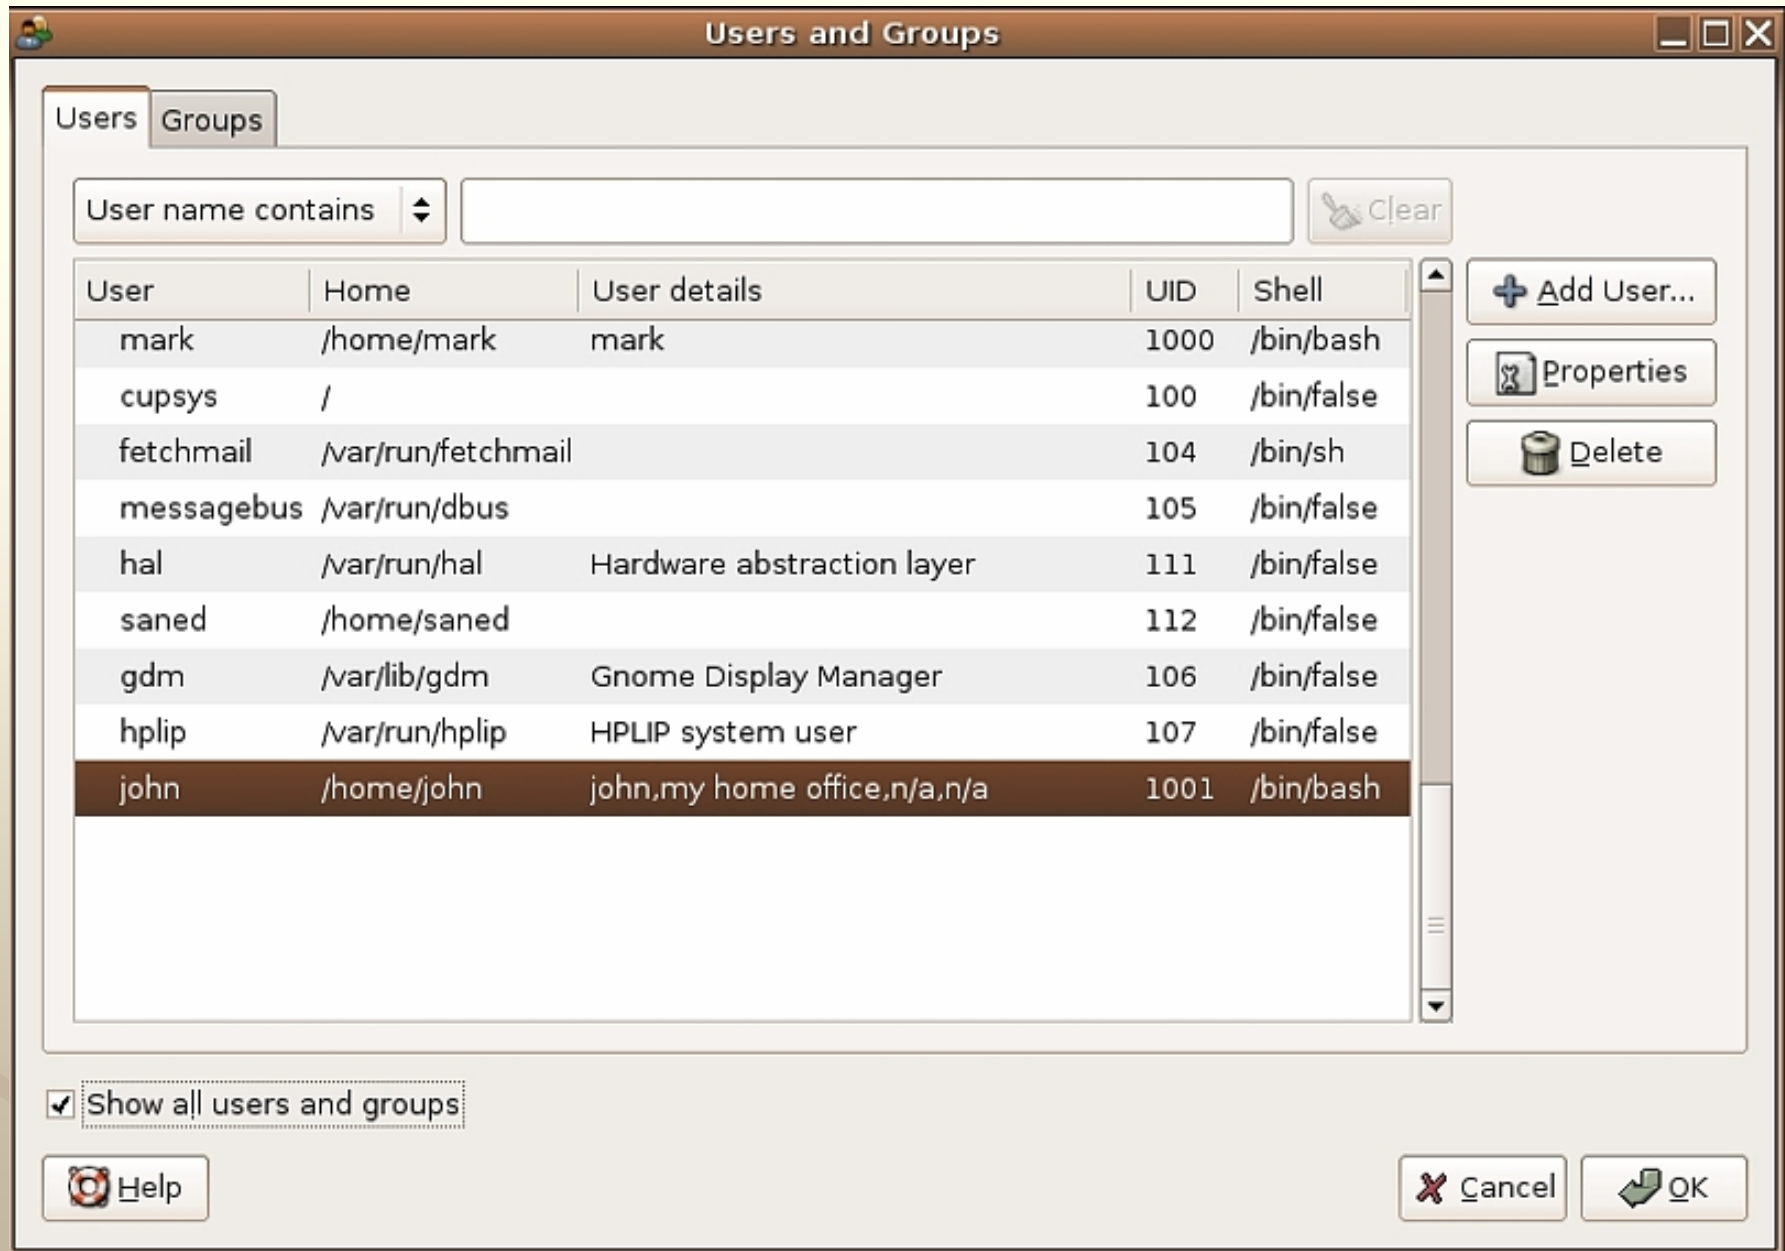 Users and Groups
Users Groups
User name contains Clear
User Home User details UID Shell Add User...
mark /home/mark mark 1000 /bin/bash
Properties
cupsys / 100 /bin/false
fetchmail /var/run/fetchmail 104 /bin/sh Delete
messagebus /var/run/dbus 105 /bin/false
hal /var/run/hal Hardware abstraction layer 111 /bin/false
saned /home/saned 112 /bin/false
gdm /var/lib/gdm Gnome Display Manager 106 /bin/false
hplip /var/run/hplip HPLIP system user 107 /bin/false
john /home/john john,my home office,n/a,n/a 1001 /bin/bash
Show all users and groups
Help Cancel OK